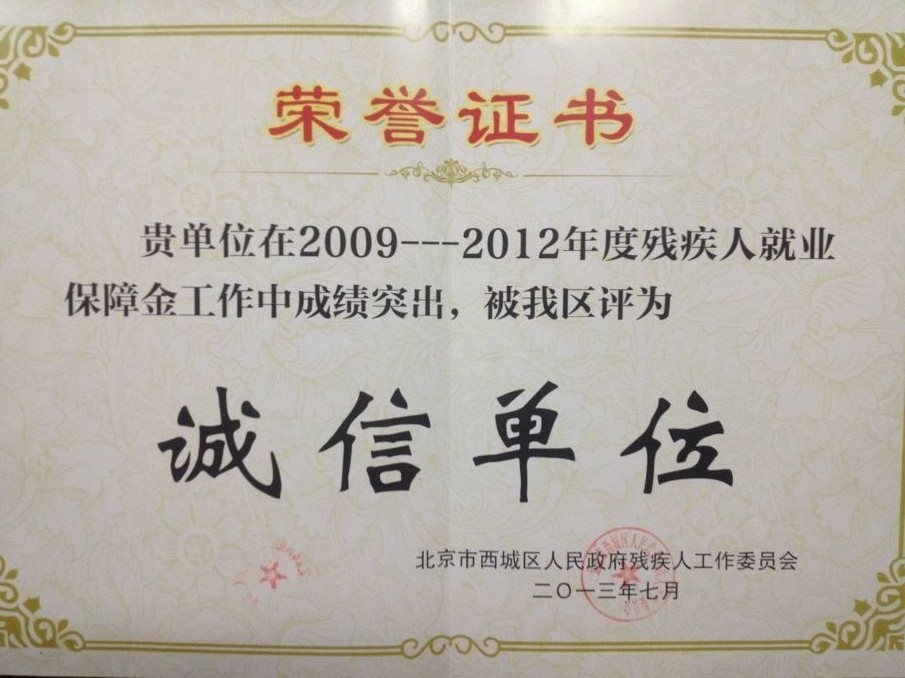 荣誉证书
贵单位在2009---2012年度残疾人就业
保障金工作中成绩突出，被我区评为
诚信单位
北京市西城区人民政府残疾人工作委员会
二〇一三年七月